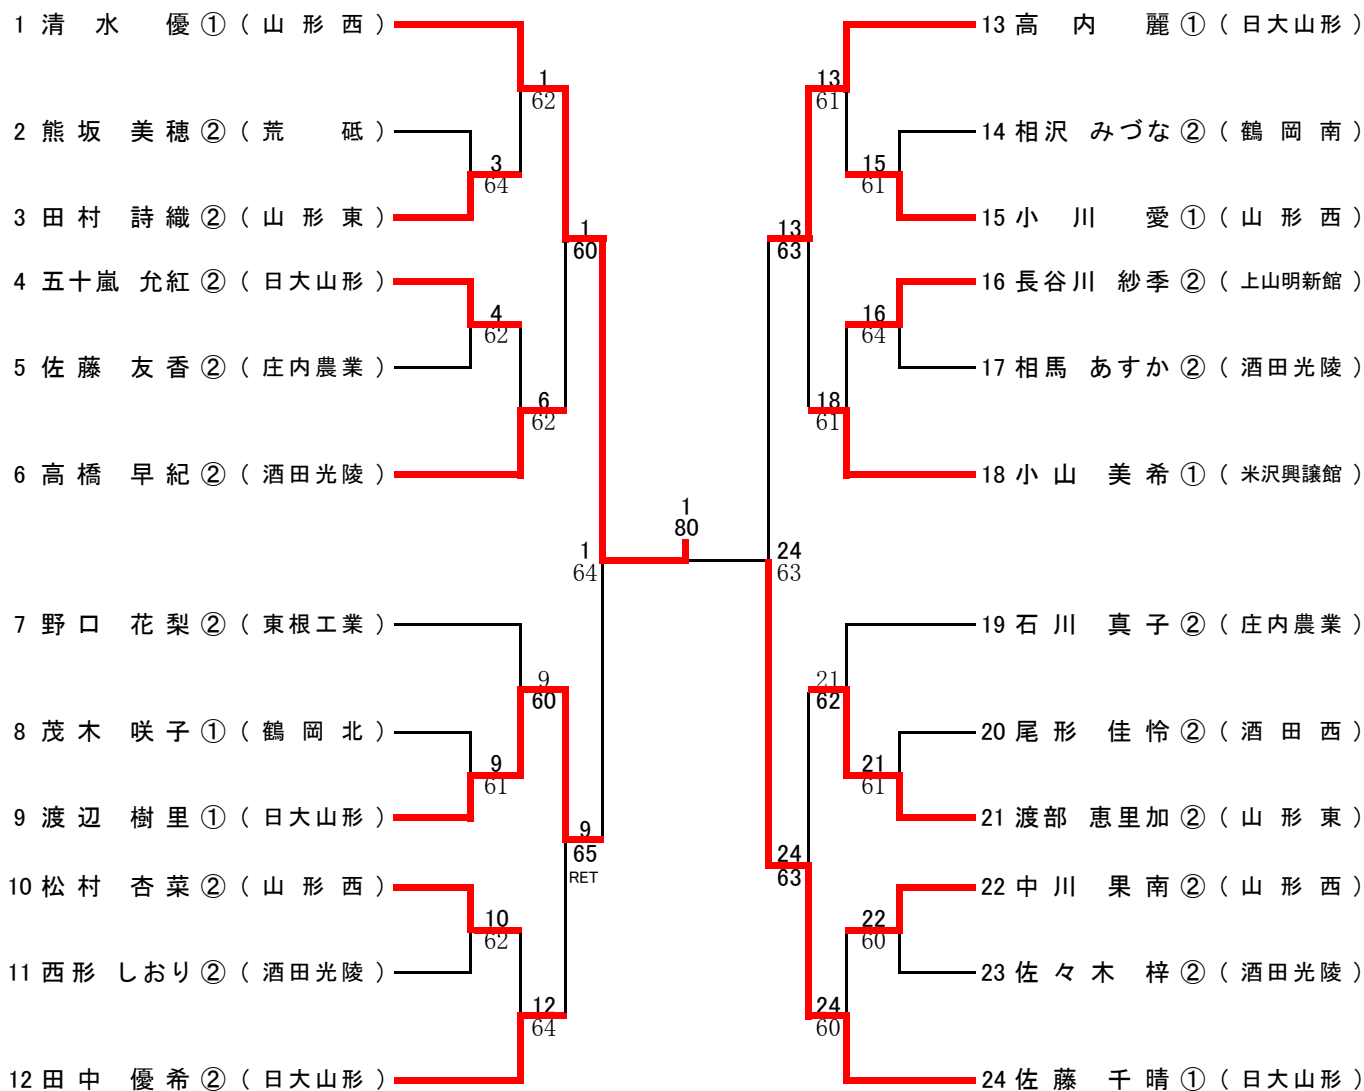 1 清水 優 ① (山形西)
1
62
2 熊坂 美穂 ② (荒砥)
3
64
3 田村 詩織 ② (山形東)
1
60
4 五十嵐 允紅 ② (日大山形)
4
62
5 佐藤 友香 ② (庄内農業)
6
62
6 高橋 早紀 ② (酒田光陵)
1
64
7 野口 花梨 ② (東根工業)
9
60
8 茂木 咲子 ① (鶴岡北)
9
61
9 渡辺 樹里 ① (日大山形)
9
65
RET
10 松村 杏菜 ② (山形西)
10
62
11 西形 しおり ② (酒田光陵)
12
64
12 田中 優希 ② (日大山形)
1
80
13 高内 麗 ① (日大山形)
13
61
14 相沢 みづな ② (鶴岡南)
15
61
15 小川 愛 ① (山形西)
13
63
16 長谷川 紗季 ② (上山明新館)
16
64
17 相馬 あすか ② (酒田光陵)
18
61
18 小山 美希 ① (米沢興譲館)
24
63
19 石川 真子 ② (庄内農業)
21
62
20 尾形 佳怜 ② (酒田西)
21
61
21 渡部 恵里加 ② (山形東)
24
63
22 中川 果南 ② (山形西)
22
60
23 佐々木 梓 ② (酒田光陵)
24
60
24 佐藤 千晴 ① (日大山形)